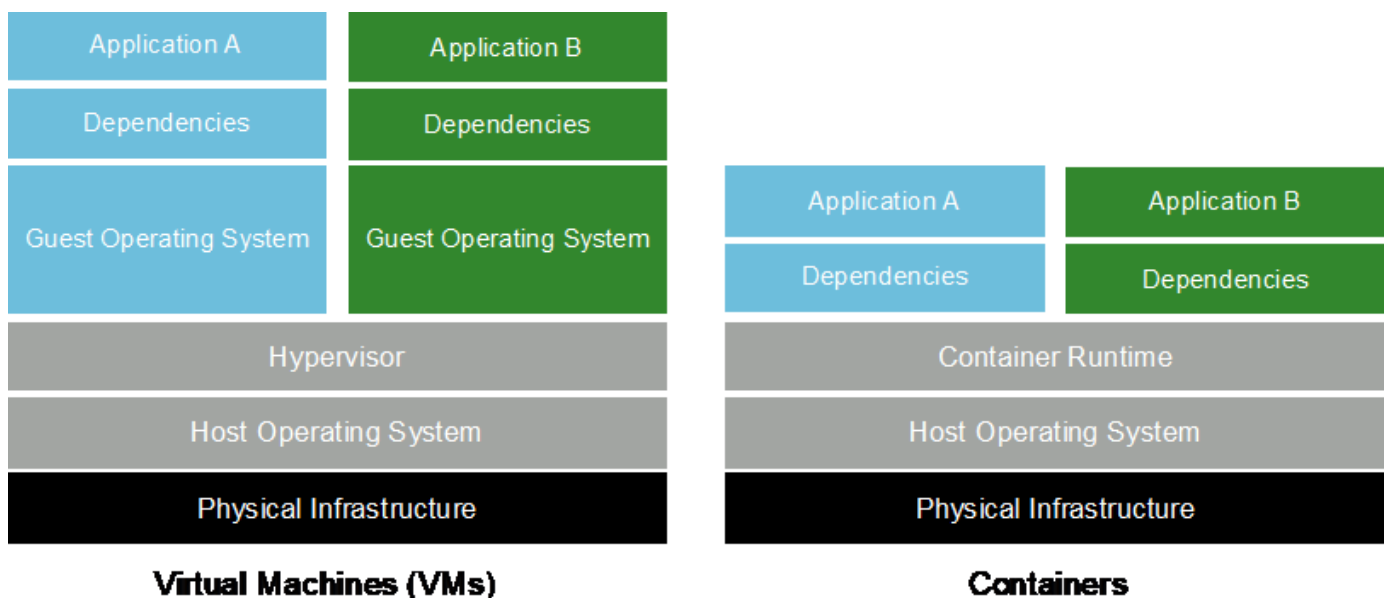 Application A
Application B
Dependencies
Dependencies
Guest Operating System
Guest Operating System
Hypervisor
Host Operating System
Physical Infrastructure
Virtual Machines (VMs)
Application A
Application B
Dependencies
Dependencies
Container Runtime
Host Operating System
Physical Infrastructure
Containers